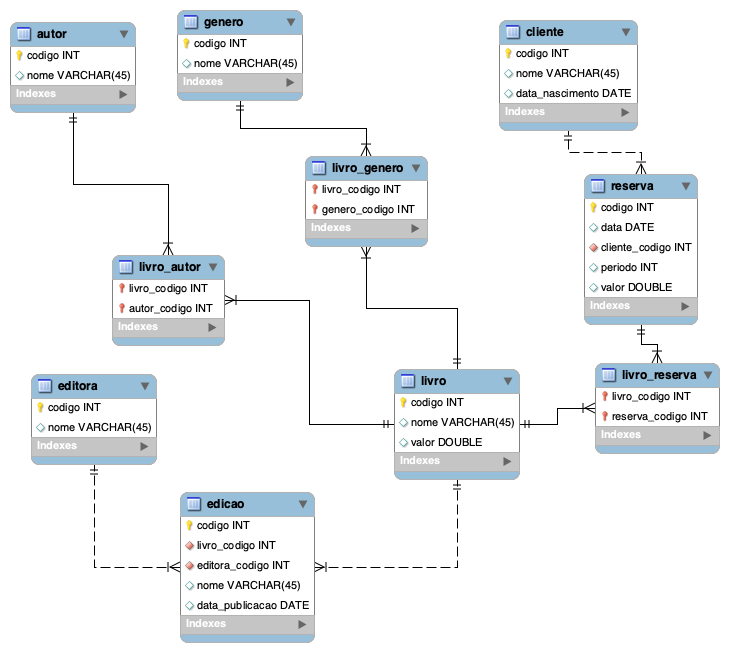 autor
codigo INT
nome VARCHAR(45)
Indexes
genero
codigo INT
nome VARCHAR(45)
Indexes
cliente
codigo INT
nome VARCHAR(45)
data_nascimento DATE
Indexes
livro_genero
livro_codigo INT
genero_codigo INT
Indexes
reserva
codigo INT
data DATE
cliente_codigo INT
periodo INT
valor DOUBLE
Indexes
livro_autor
livro_codigo INT
autor_codigo INT
Indexes
editora
codigo INT
nome VARCHAR(45)
Indexes
livro
codigo INT
nome VARCHAR(45)
valor DOUBLE
Indexes
livro_reserva
livro_codigo INT
reserva_codigo INT
Indexes
edicao
codigo INT
livro_codigo INT
editora_codigo INT
nome VARCHAR(45)
data_publicacao DATE
Indexes